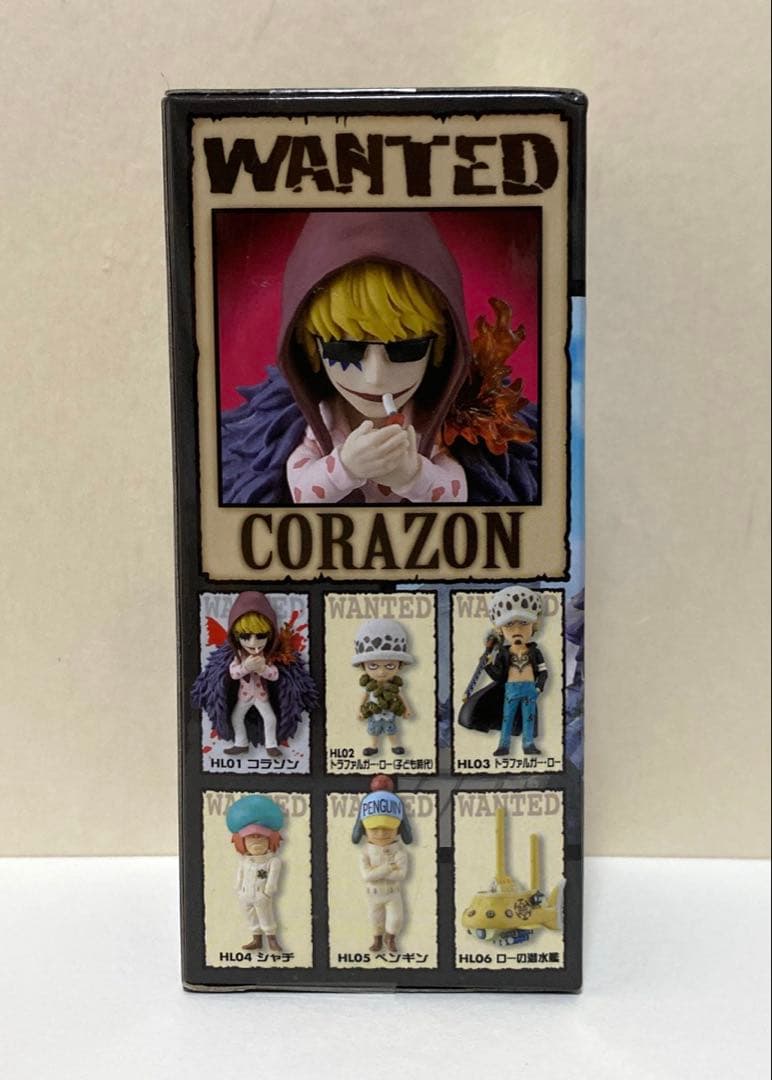 WANTED
CORAZON
WANTED
WANTED
WANTED
HL01 コラソン
HL02
トラファルガー・ロー(子ども時代)
HL03 トラファルガー・ロー
WANTED
WANTED
WANTED
PENGUIN
HL04 シャチ
HL05 ペンギン
HL06 ローの潜水艦